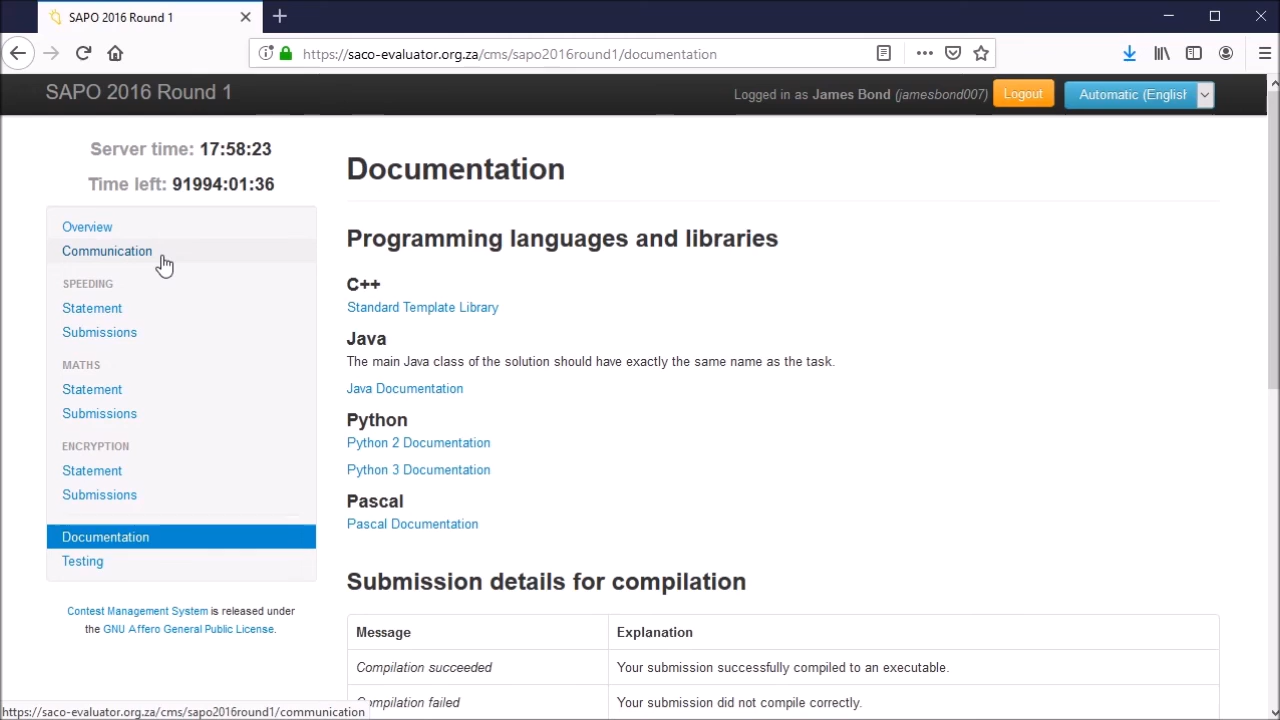 SAPO 2016 Round 1
https://saco-evaluator.org.za/cms/sapo2016round1/documentation
SAPO 2016 Round 1
Logged in as James Bond (jamesbond007)
Logout
Automatic (English
Server time: 17:58:23
Time left: 91994:01:36
Overview
Communication
SPEEDING
Statement
Submissions
MATHS
Statement
Submissions
ENCRYPTION
Statement
Submissions
Documentation
Testing
Contest Management System is released under
the GNU Affero General Public License.
Documentation
Programming languages and libraries
C++
Standard Template Library
Java
The main Java class of the solution should have exactly the same name as the task.
Java Documentation
Python
Python 2 Documentation
Python 3 Documentation
Pascal
Pascal Documentation
Submission details for compilation
Message Explanation
Compilation succeeded Your submission successfully compiled to an executable.
Compilation failed Your submission did not compile correctly.
https://saco-evaluator.org.za/cms/sapo2016round1/communication